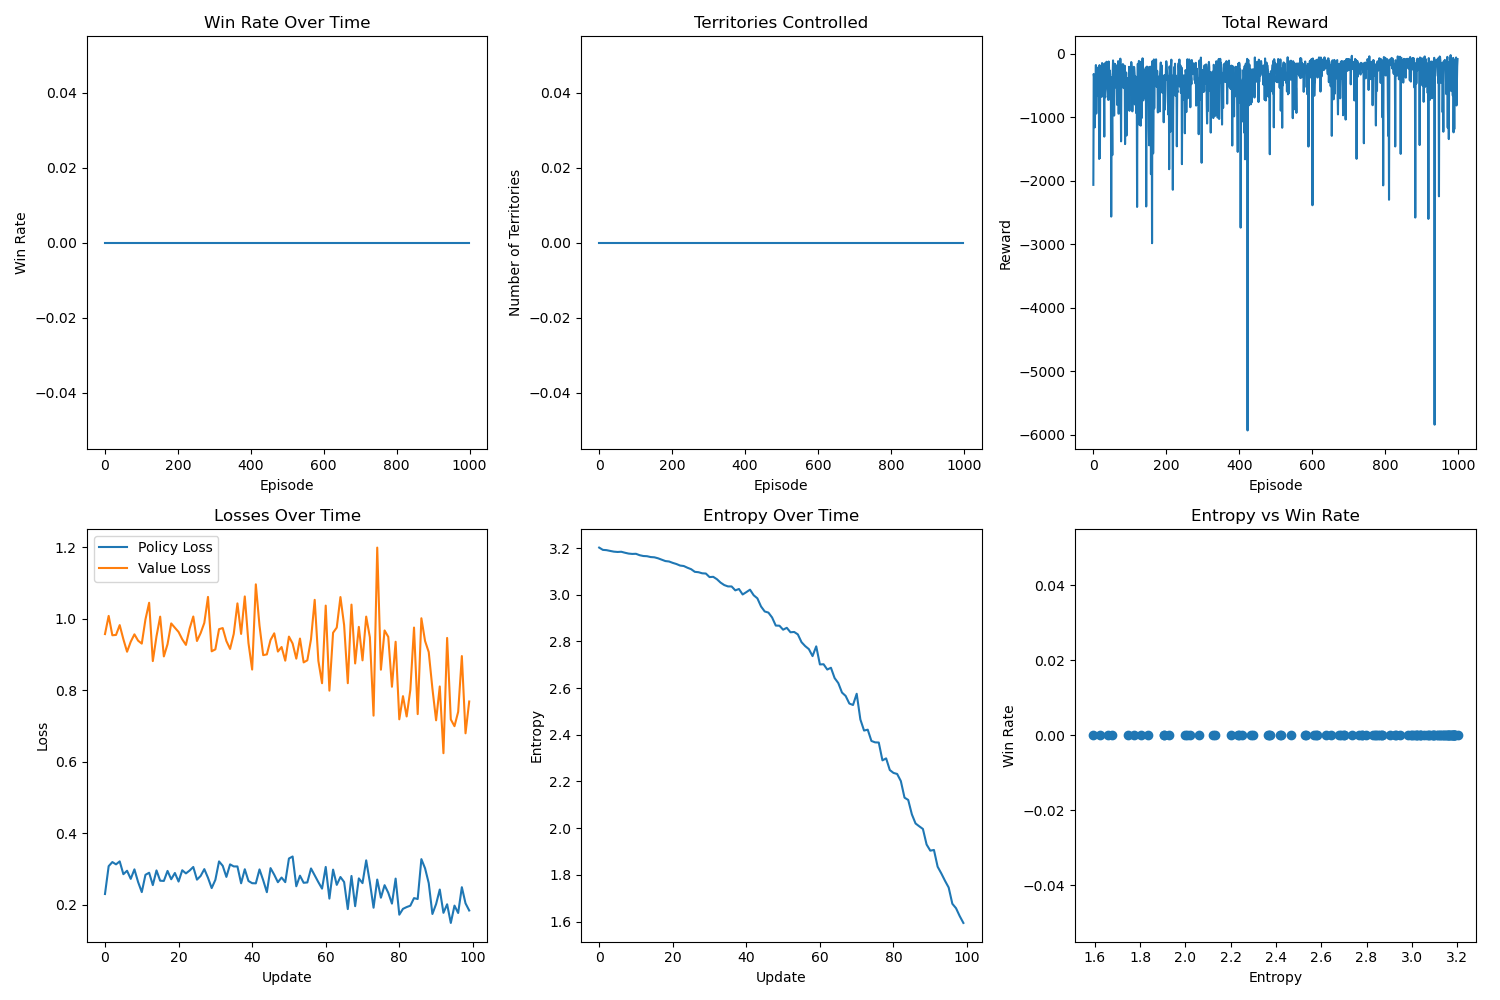 Win Rate Over Time
Win Rate
0.04
0.02
0.00
−0.02
−0.04
0 200 400 600 800 1000
Episode
Territories Controlled
Number of Territories
0.04
0.02
0.00
−0.02
−0.04
0 200 400 600 800 1000
Episode
Total Reward
Reward
0
−1000
−2000
−3000
−4000
−5000
−6000
0 200 400 600 800 1000
Episode
Losses Over Time
Policy Loss
Value Loss
Loss
1.2
1.0
0.8
0.6
0.4
0.2
0 20 40 60 80 100
Update
Entropy Over Time
Entropy
3.2
3.0
2.8
2.6
2.4
2.2
2.0
1.8
1.6
0 20 40 60 80 100
Update
Entropy vs Win Rate
Win Rate
0.04
0.02
0.00
−0.02
−0.04
1.6 1.8 2.0 2.2 2.4 2.6 2.8 3.0 3.2
Entropy